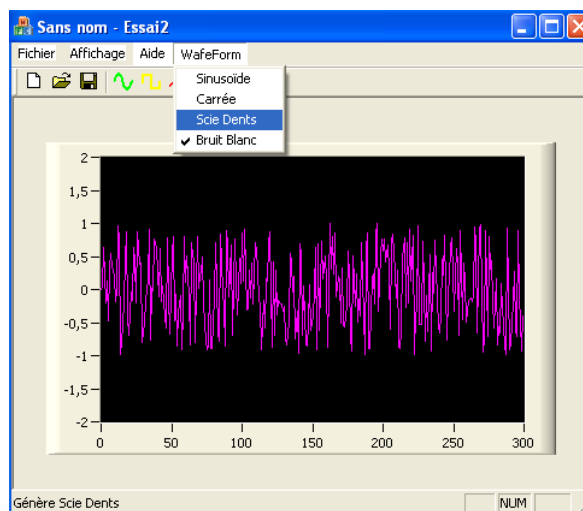 Sans nom - Essai2
Fichier Affichage Aide WafeForm
Sinusoïde
Carrée
Scie Dents
Bruit Blanc
2
1,5
1
0,5
0
-0,5
-1
-1,5
-2
0 50 100 150 200 250 300
Génère Scie Dents NUM